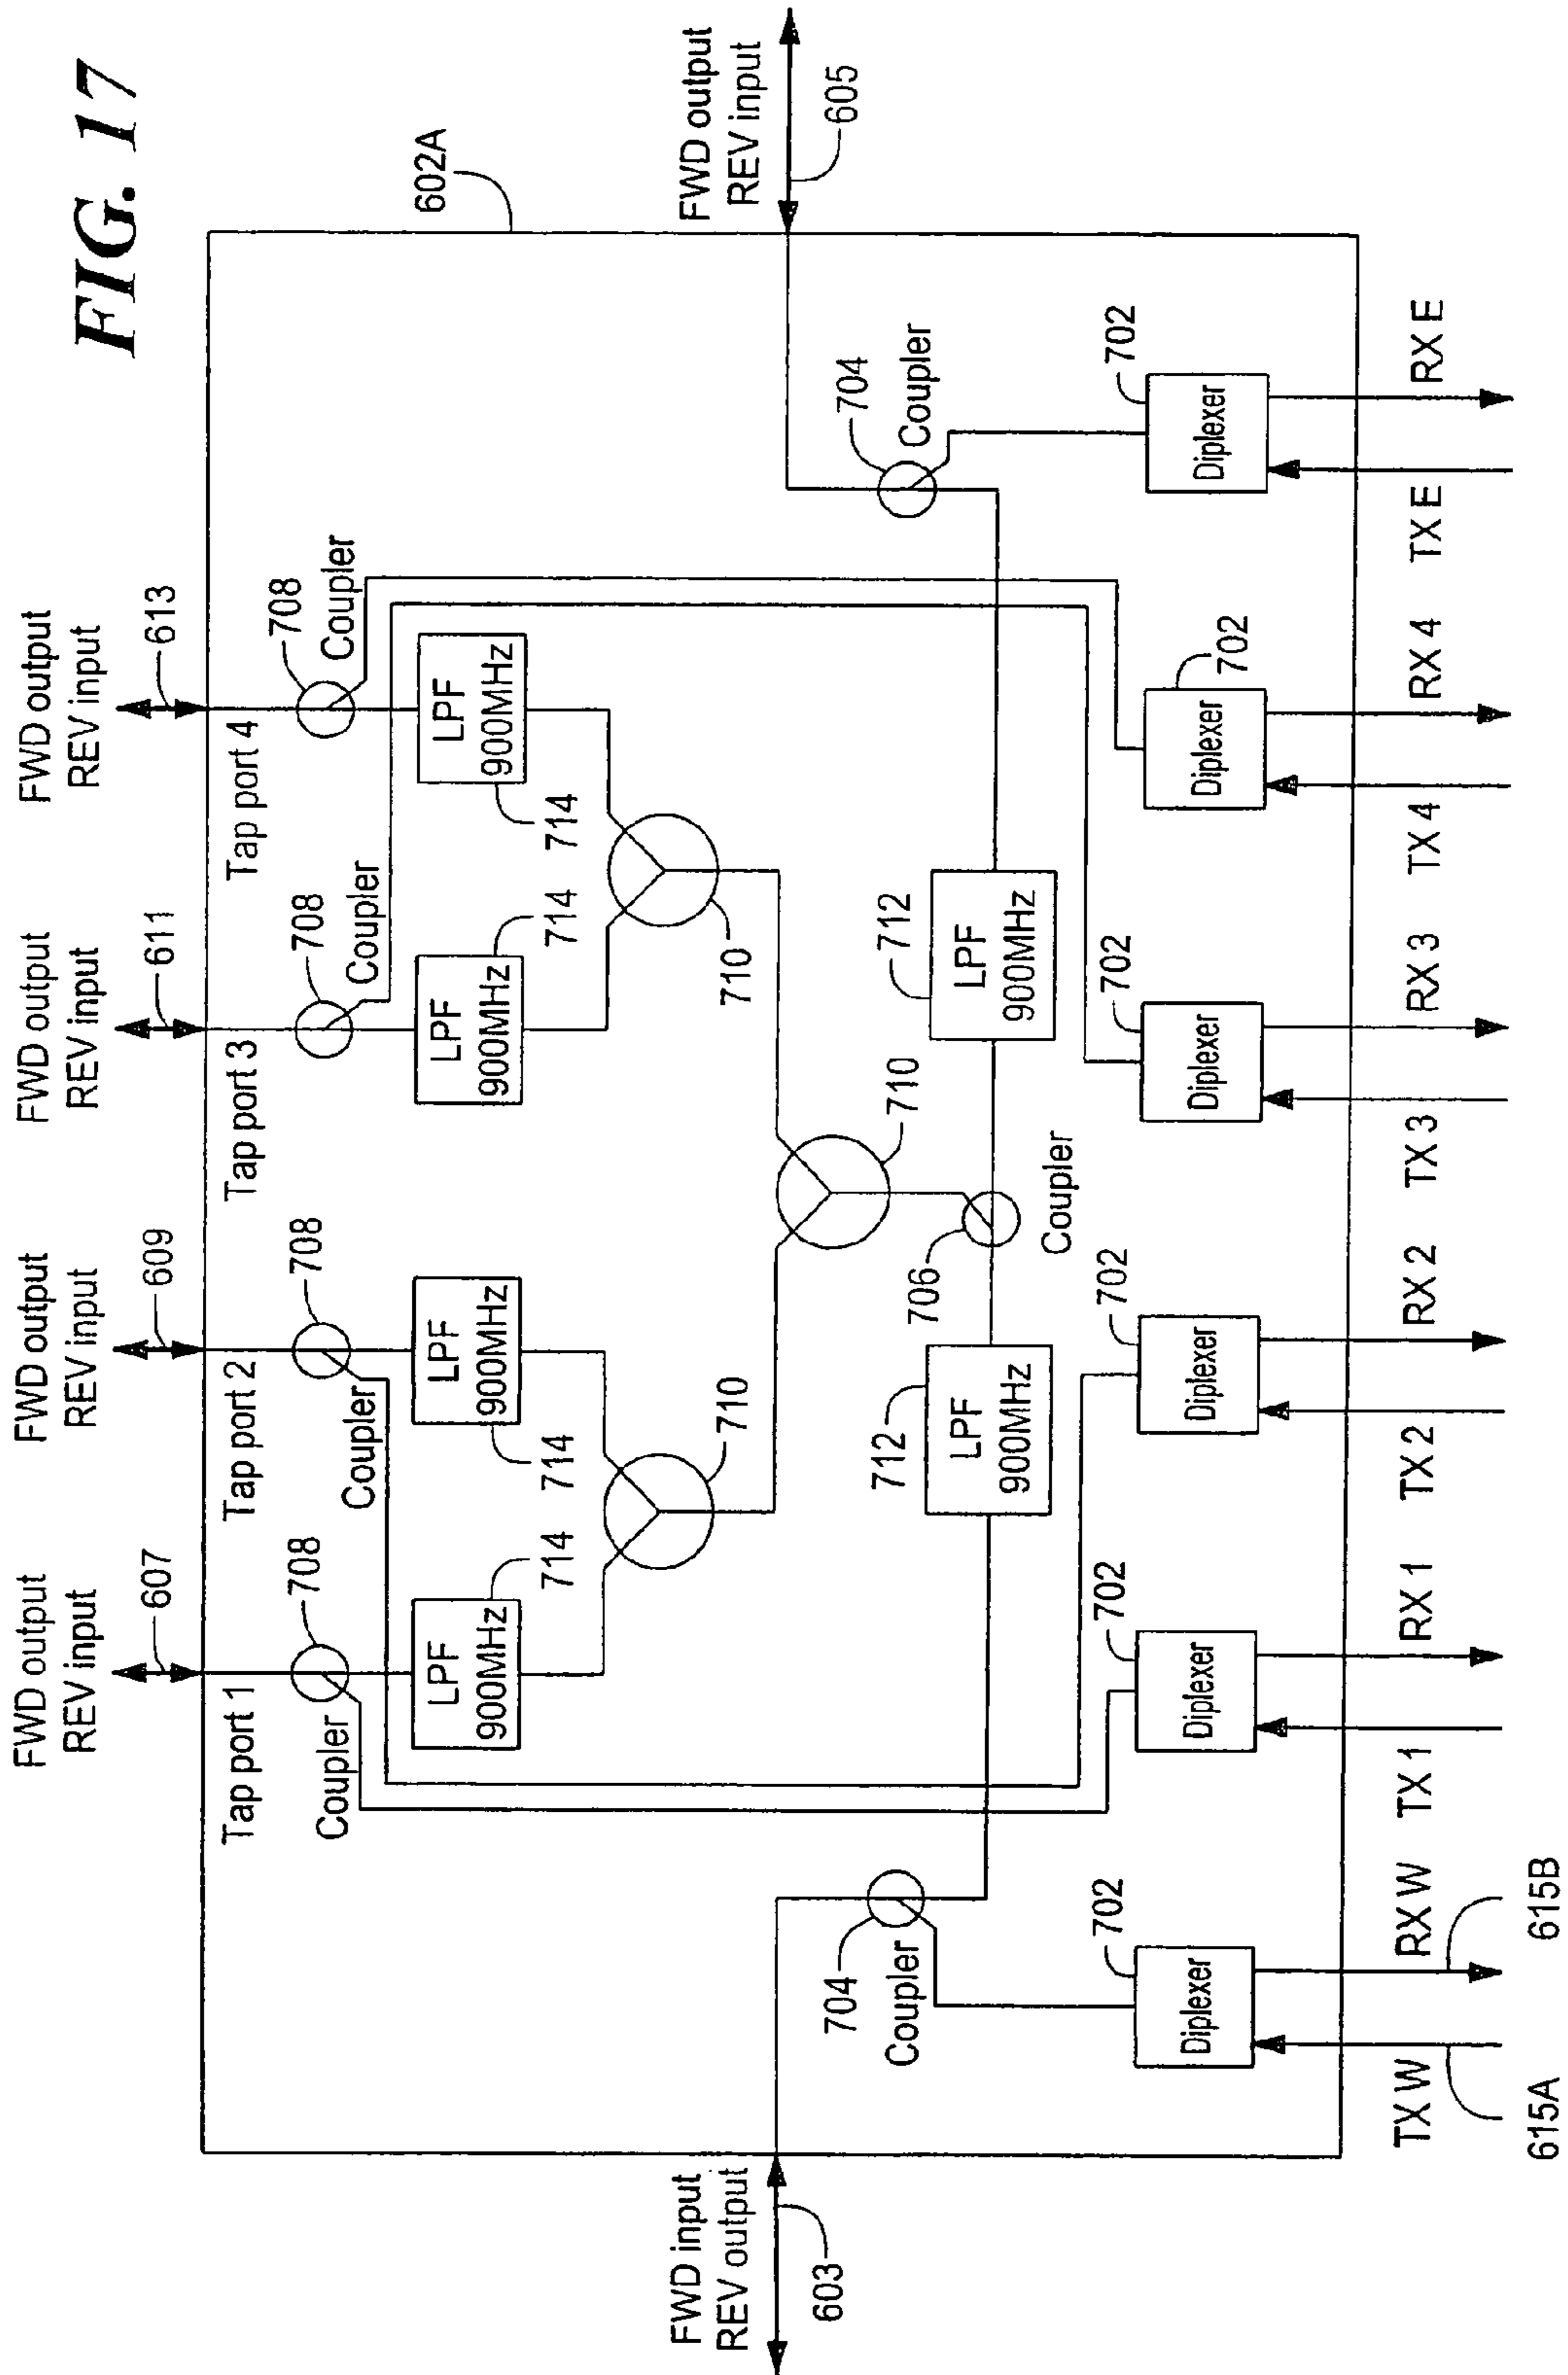 FIG. 17
FWD output
REV input
607
FWD output
REV input
609
FWD output
REV input
611
FWD output
REV input
613
602A
Tap port 1
708
Coupler
Tap port 2
708
Coupler
Tap port 3
708
Coupler
Tap port 4
708
Coupler
LPF
900MHz
714
LPF
900MHz
714
LPF
900MHz
714
LPF
900MHz
714
710
710
710
FWD input
REV output
603
FWD output
REV input
605
704
Coupler
LPF
900MHz
712
706
Coupler
LPF
900MHz
712
704
Coupler
702
Diplexer
702
Diplexer
702
Diplexer
702
Diplexer
702
Diplexer
702
Diplexer
TX W
RX W
TX 1
RX 1
TX 2
RX 2
TX 3
RX 3
TX 4
RX 4
TX E
RX E
615A
615B